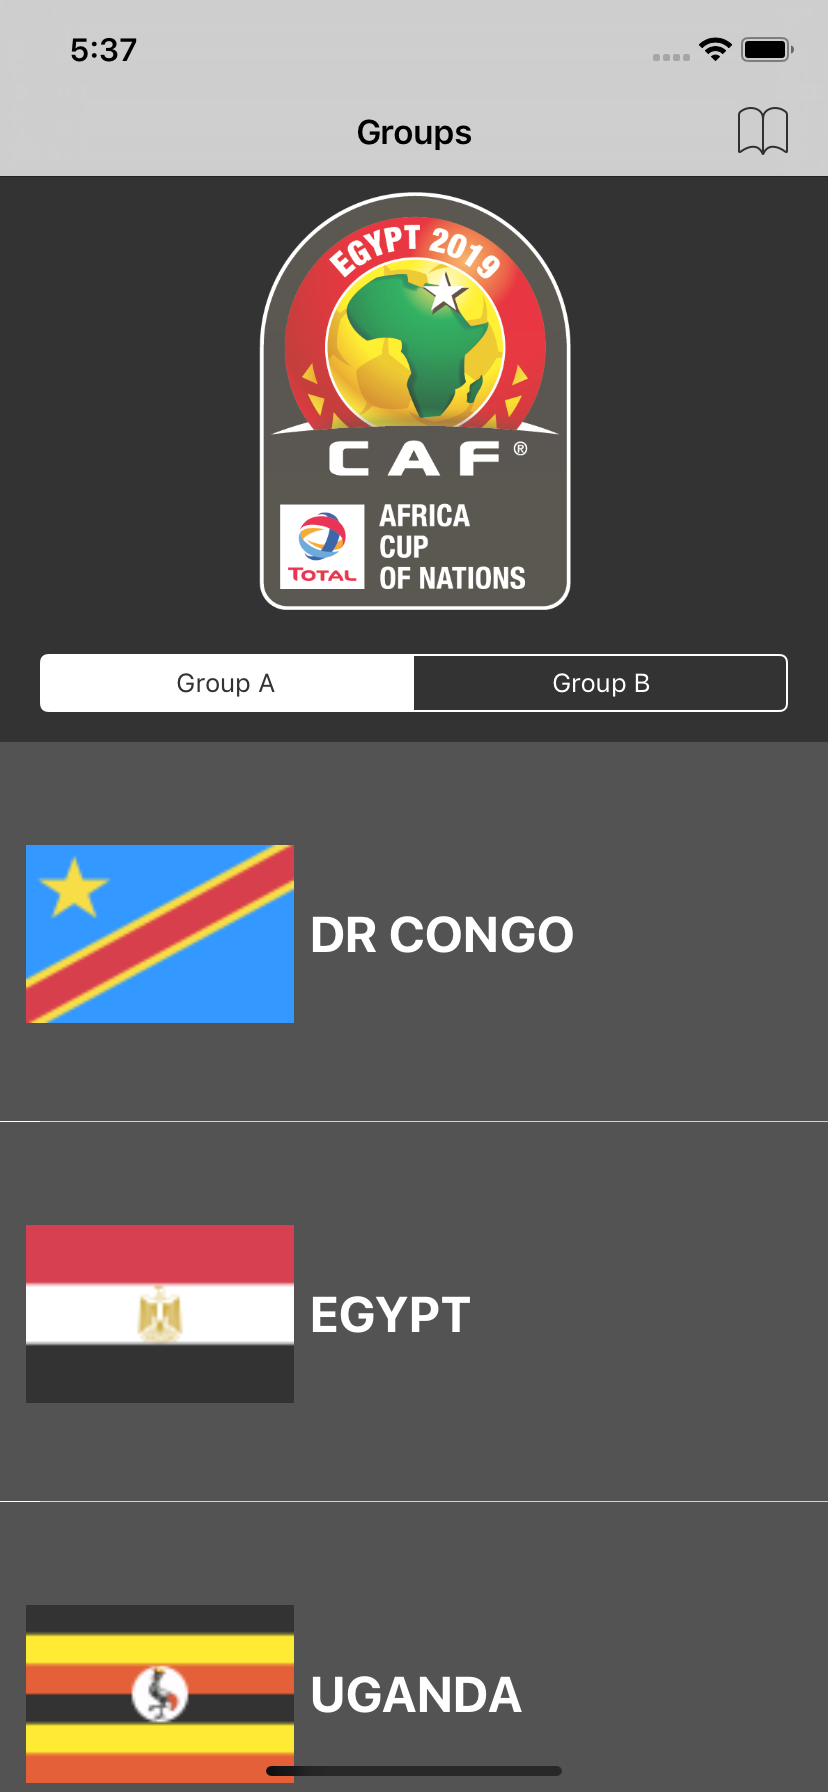 5:37
Groups
EGYPT 2019
CAF®
TOTAL
AFRICA
CUP
OF NATIONS
Group A
Group B
DR CONGO
EGYPT
UGANDA